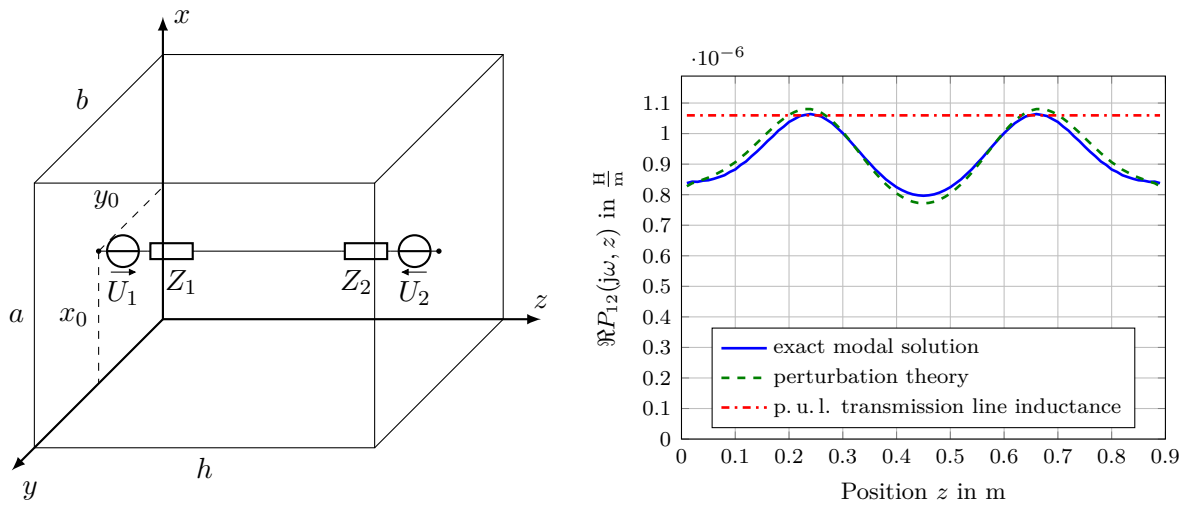 x
b
y₀
U₁
Z₁
Z₂
U₂
z
a
x₀
h
y
·10⁻⁶
1.1
1
0.9
0.8
0.7
0.6
0.5
0.4
0.3
0.2
0.1
0
ℜP₁₂(jω, z) in H/m
exact modal solution
perturbation theory
p. u. l. transmission line inductance
0 0.1 0.2 0.3 0.4 0.5 0.6 0.7 0.8 0.9
Position z in m